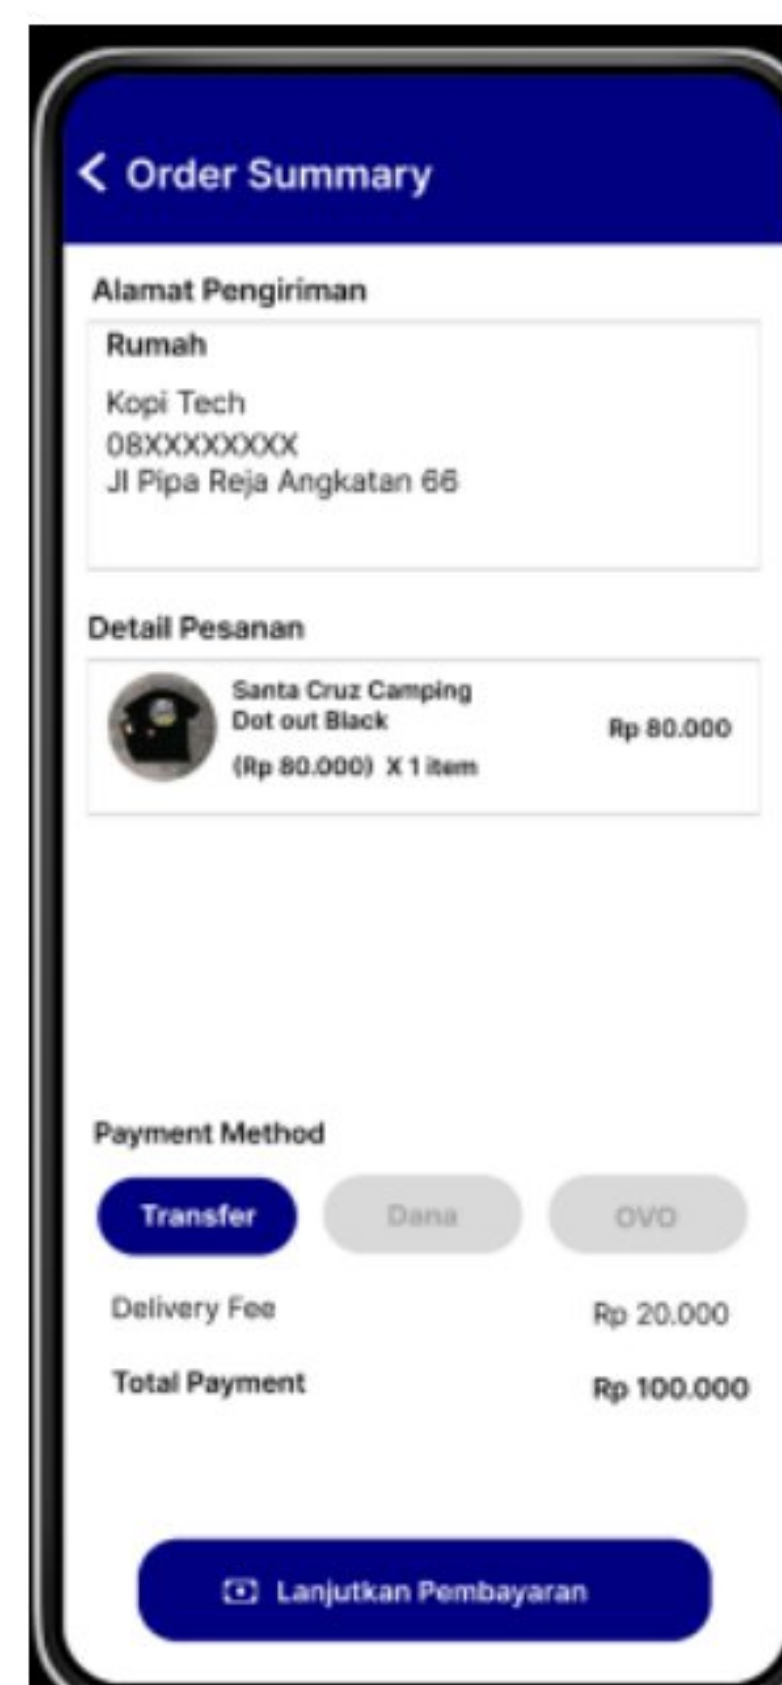 Order Summary
Alamat Pengiriman
Rumah
Kopi Tech
08XXXXXXXX
Jl Pipa Reja Angkatan 66
Detail Pesanan
Santa Cruz Camping
Dot out Black
Rp 80.000
(Rp 80.000) X 1 item
Payment Method
Transfer Dana OVO
Delivery Fee Rp 20.000
Total Payment Rp 100.000
Lanjutkan Pembayaran